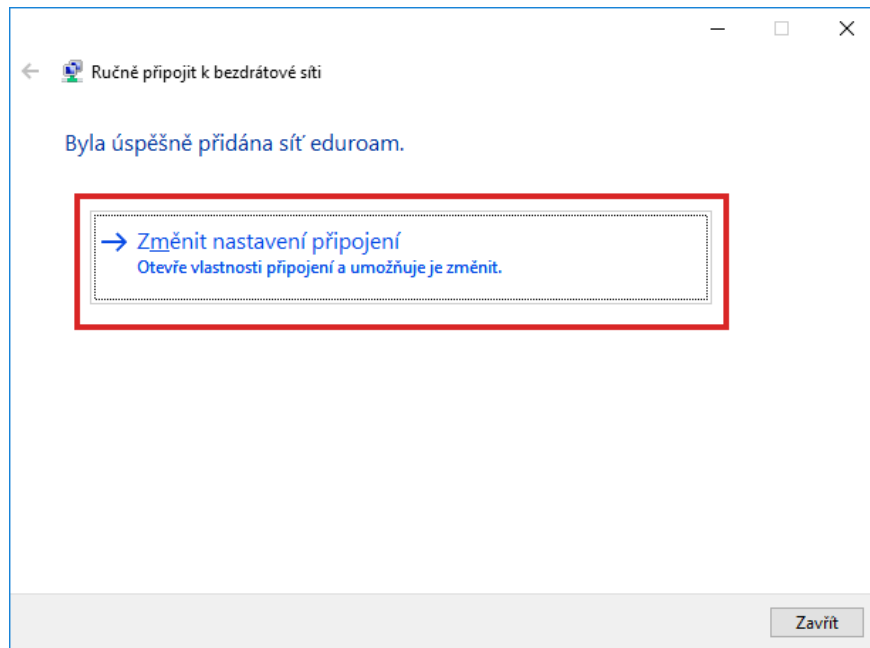 Ručně připojit k bezdrátové síti
Byla úspěšně přidána síť eduroam.
Změnit nastavení připojení
Otevře vlastnosti připojení a umožňuje je změnit.
Zavřít